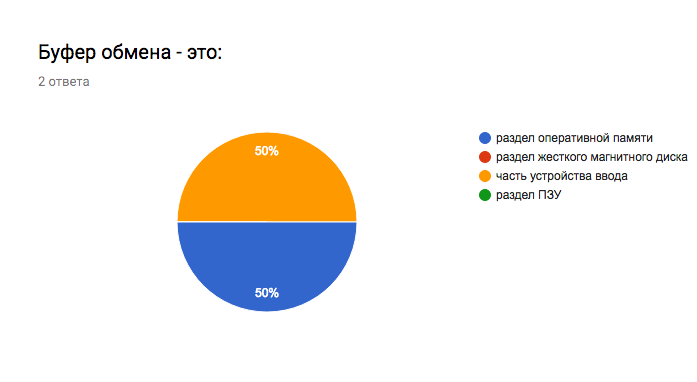 Буфер обмена - это:
2 ответа
50%
50%
раздел оперативной памяти
раздел жесткого магнитного диска
часть устройства ввода
раздел ПЗУ